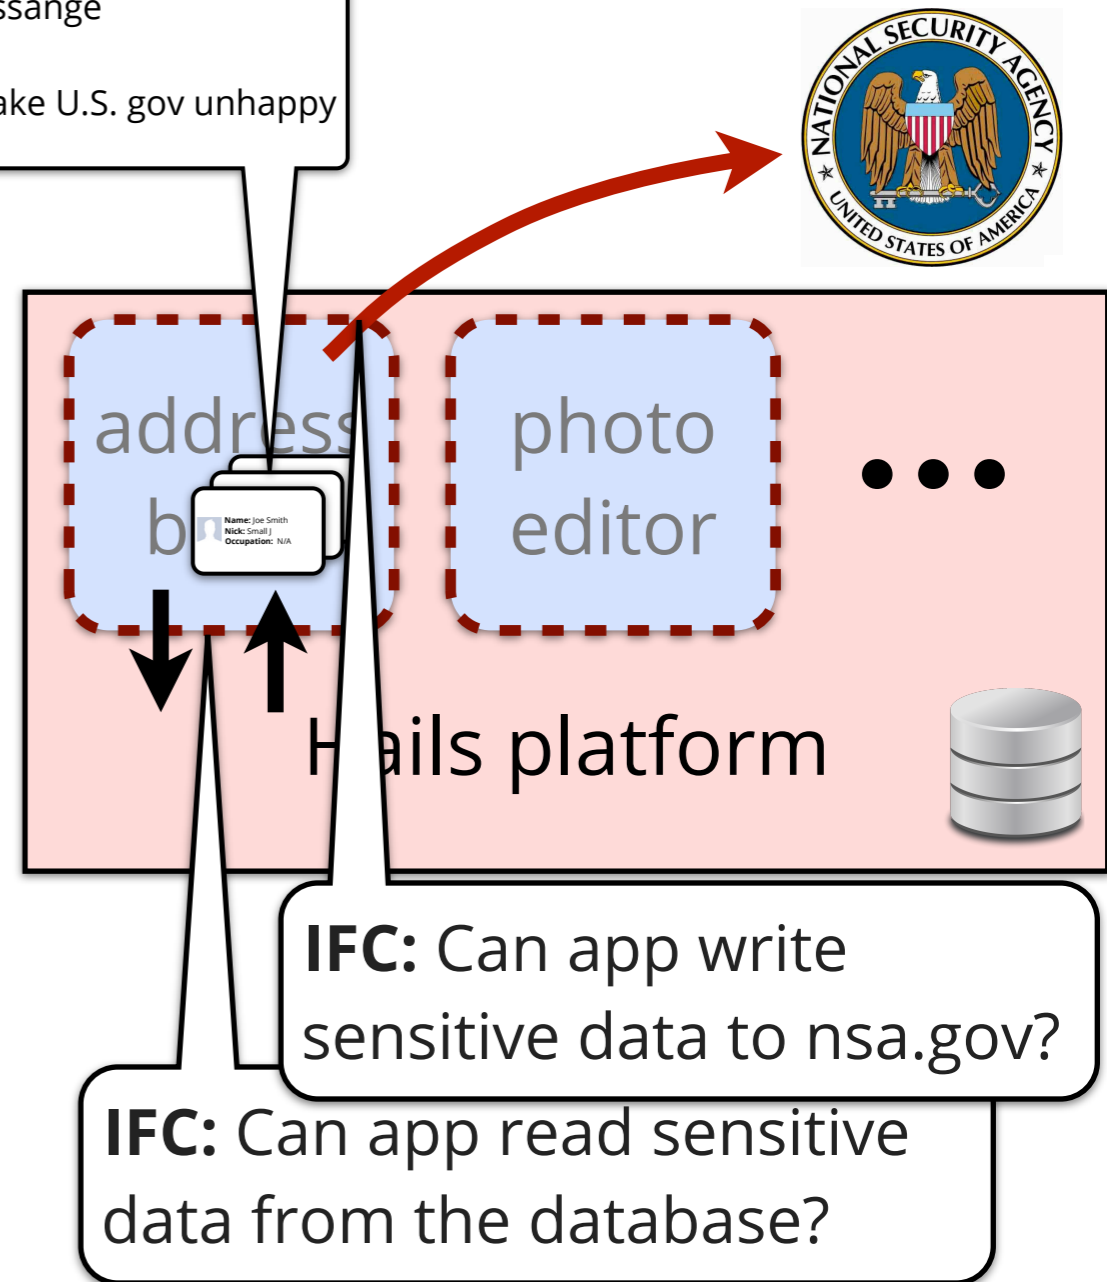 ssange
ake U.S. gov unhappy
NATIONAL SECURITY AGENCY
UNITED STATES OF AMERICA
address
b
photo
editor
Name: Joe Smith
Nick: Small J
Occupation: N/A
Hails platform
IFC: Can app write
sensitive data to nsa.gov?
IFC: Can app read sensitive
data from the database?